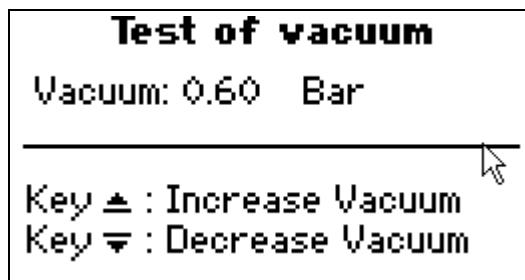 Test of vacuum
Vacuum: 0.60 Bar
Key ▲ : Increase Vacuum
Key ▼ : Decrease Vacuum